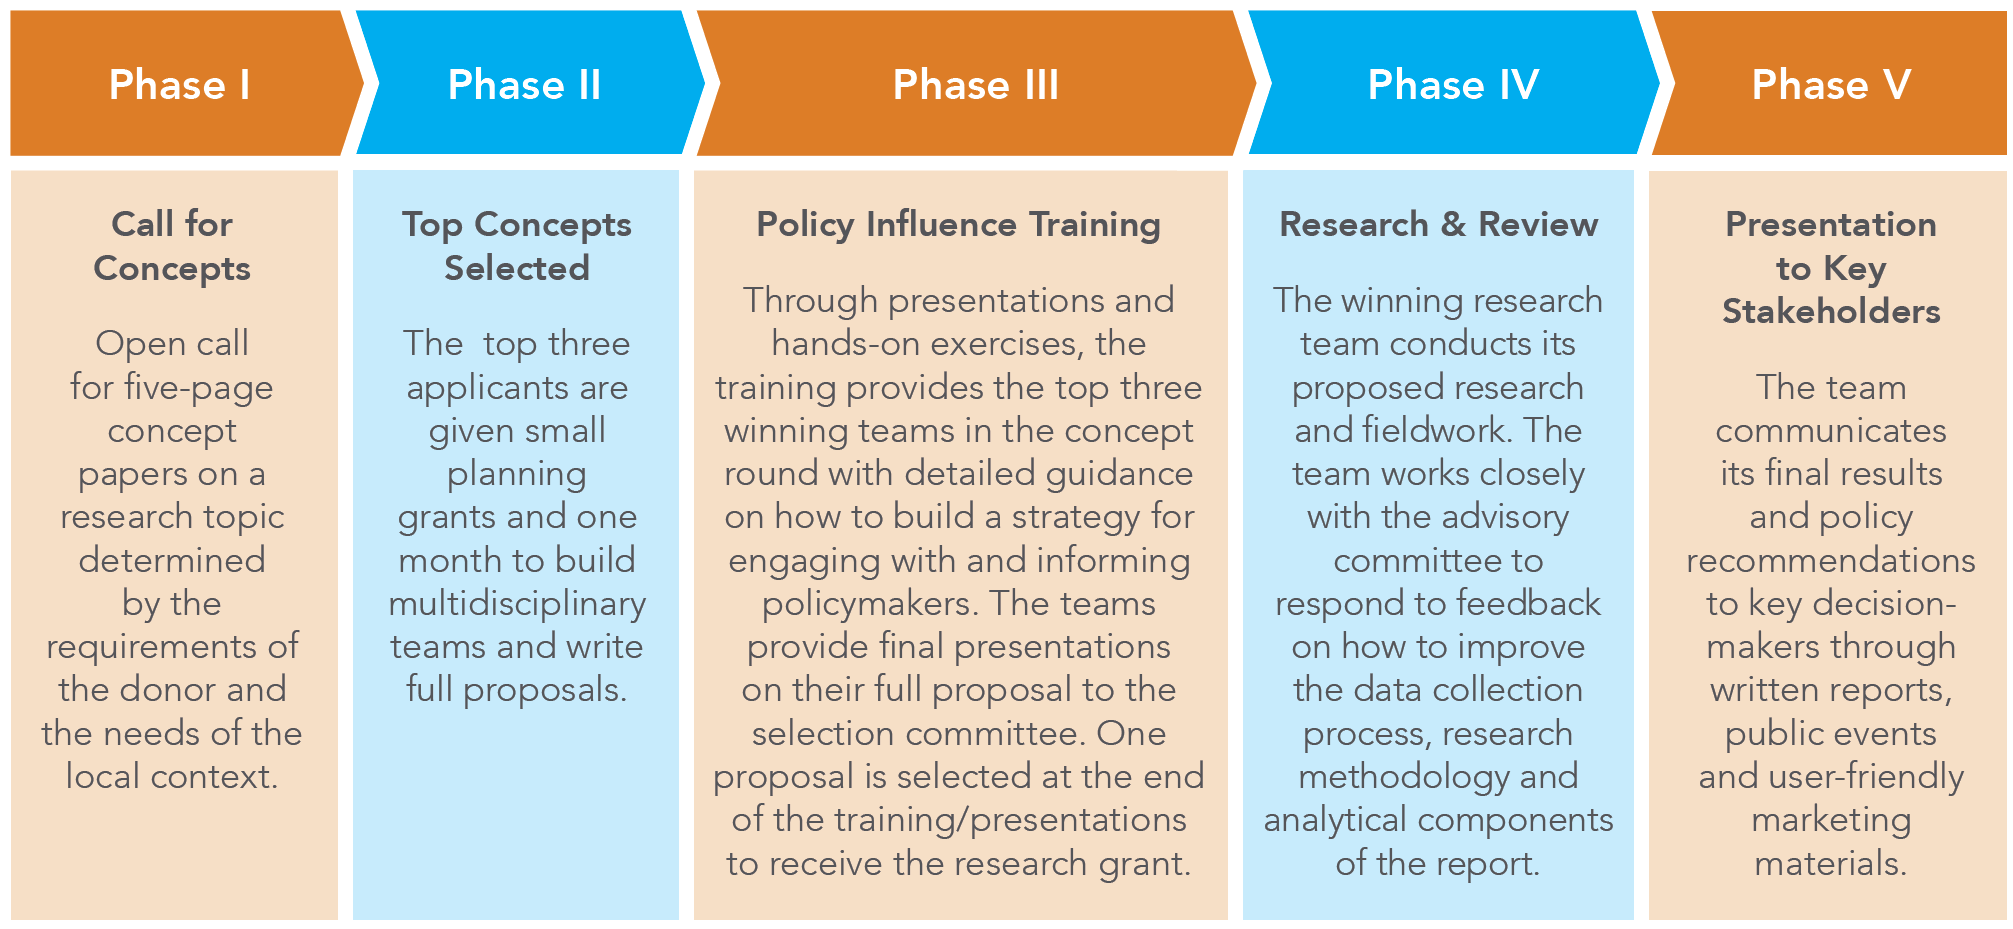 Phase I
Phase II
Phase III
Phase IV
Phase V
Call for
Concepts
Open call
for five-page
concept
papers on a
research topic
determined
by the
requirements of
the donor and
the needs of the
local context.
Top Concepts
Selected
The  top three
applicants are
given small
planning
grants and one
month to build
multidisciplinary
teams and write
full proposals.
Policy Influence Training
Through presentations and
hands-on exercises, the
training provides the top three
winning teams in the concept
round with detailed guidance
on how to build a strategy for
engaging with and informing
policymakers. The teams
provide final presentations
on their full proposal to the
selection committee. One
proposal is selected at the end
of the training/presentations
to receive the research grant.
Research & Review
The winning research
team conducts its
proposed research
and fieldwork. The
team works closely
with the advisory
committee to
respond to feedback
on how to improve
the data collection
process, research
methodology and
analytical components
of the report.
Presentation
to Key
Stakeholders
The team
communicates
its final results
and policy
recommendations
to key decision-
makers through
written reports,
public events
and user-friendly
marketing
materials.